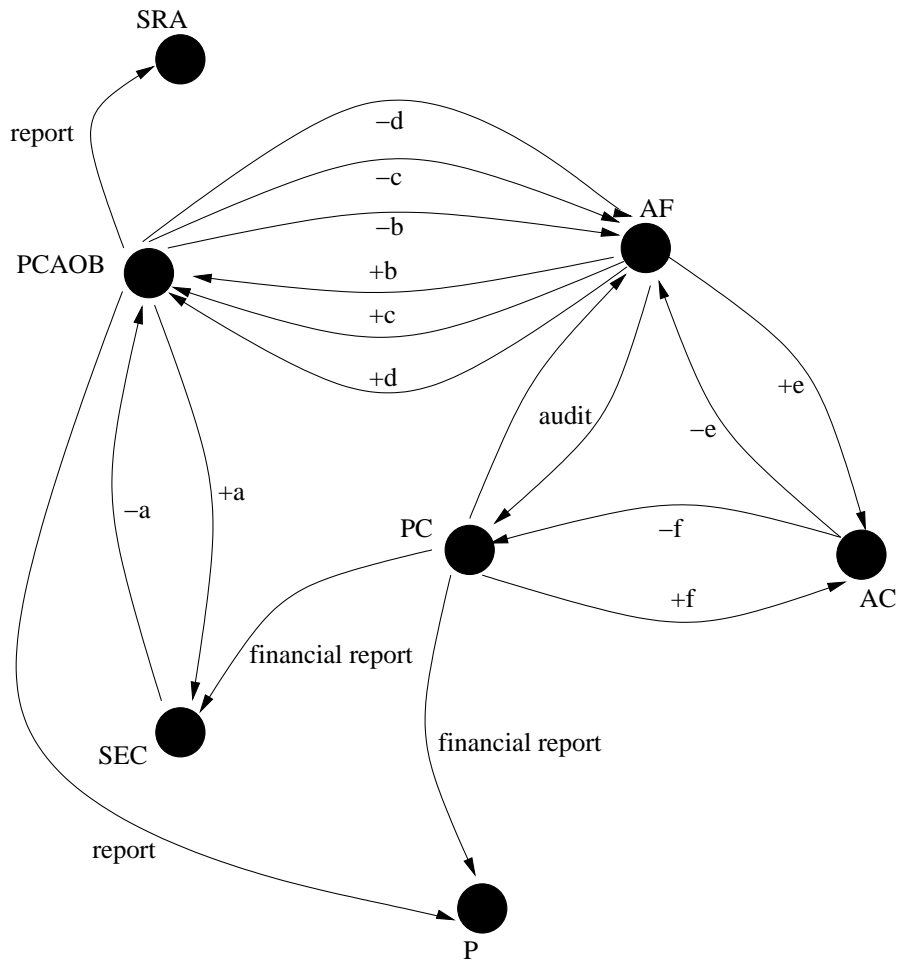 SRA
report
−d
−c
AF
−b
PCAOB
+b
+c
+d
+e
audit
−e
+a
−a
PC
−f
+f
AC
financial report
SEC
financial report
report
P